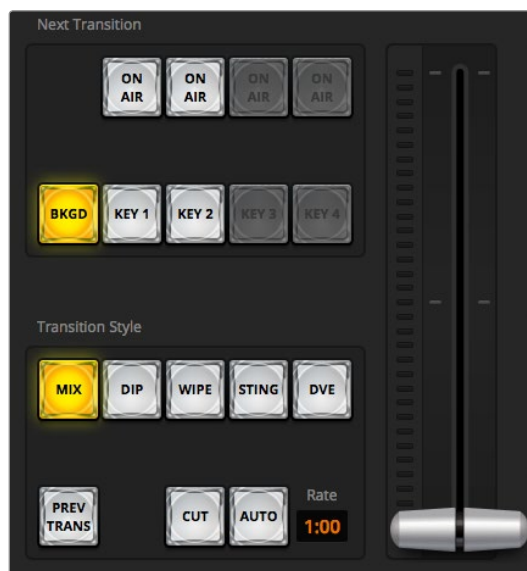 Next Transition
ON AIR ON AIR ON AIR ON AIR
BKGD KEY 1 KEY 2 KEY 3 KEY 4
Transition Style
MIX DIP WIPE STING DVE
PREV TRANS CUT AUTO Rate 1:00